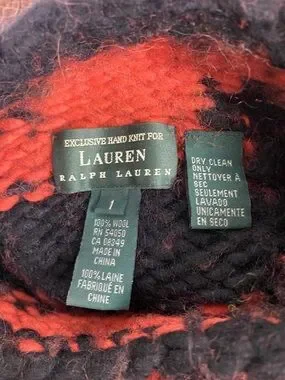 EXCLUSIVE HAND KNIT FOR
LAUREN
RALPH LAUREN
1
100% WOOL
RN 54050
CA 08349
MADE IN
CHINA
100% LAINE
FABRIQUÉ EN
CHINE
DRY CLEAN
ONLY
NETTOYER À
SEC
SEULEMENT
LAVADO
UNICAMENTE
EN SECO